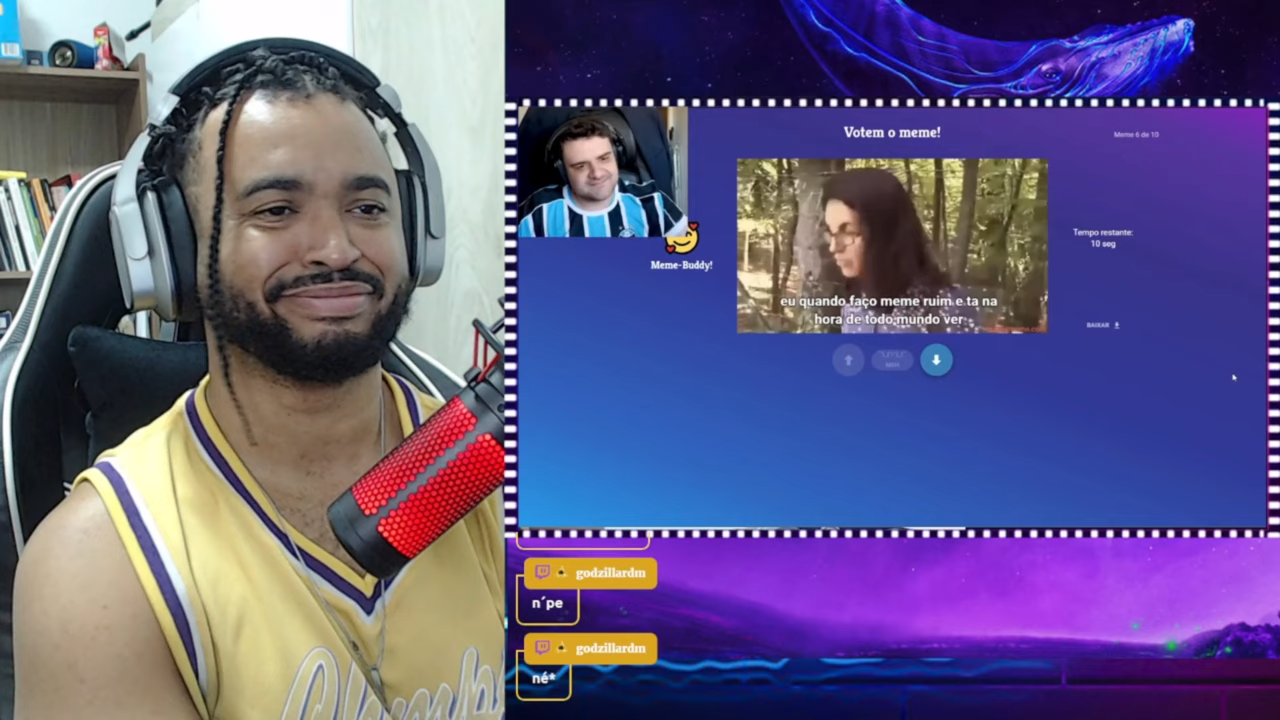 Votem o meme!
Meme 6 de 10
Tempo restante:
10 seg
Meme-Buddy!
eu quando faço meme ruim e ta na
hora de todo mundo ver
MEH
BAIXAR
godzillardm
n´pe
godzillardm
né*